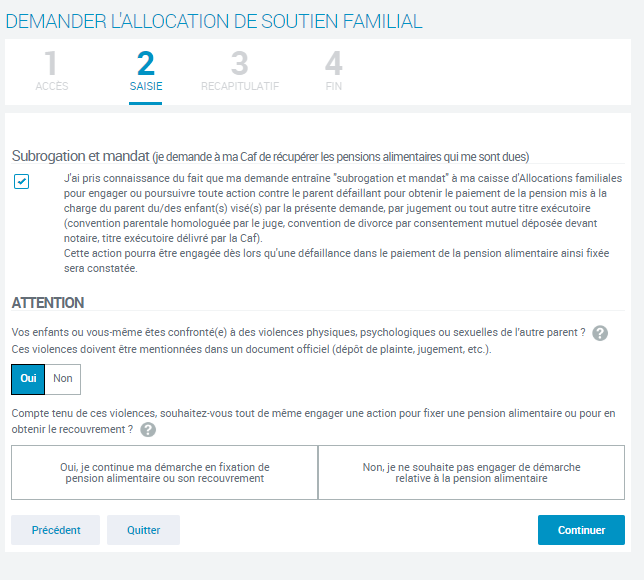 DEMANDER L'ALLOCATION DE SOUTIEN FAMILIAL
1 2 3 4
ACCÈS SAISIE RECAPITULATIF FIN
Subrogation et mandat (je demande à ma Caf de récupérer les pensions alimentaires qui me sont dues)
J'ai pris connaissance du fait que ma demande entraîne "subrogation et mandat" à ma caisse d'Allocations familiales
pour engager ou poursuivre toute action contre le parent défaillant pour obtenir le paiement de la pension mis à la
charge du parent du/des enfant(s) visé(s) par la présente demande, par jugement ou tout autre titre exécutoire
(convention parentale homologuée par le juge, convention de divorce par consentement mutuel déposée devant
notaire, titre exécutoire délivré par la Caf).
Cette action pourra être engagée dès lors qu'une défaillance dans le paiement de la pension alimentaire ainsi fixée
sera constatée.
ATTENTION
Vos enfants ou vous-même êtes confronté(e) à des violences physiques, psychologiques ou sexuelles de l'autre parent ? ?
Ces violences doivent être mentionnées dans un document officiel (dépôt de plainte, jugement, etc.).
Oui Non
Compte tenu de ces violences, souhaitez-vous tout de même engager une action pour fixer une pension alimentaire ou pour en
obtenir le recouvrement ? ?
Oui, je continue ma démarche en fixation de
pension alimentaire ou son recouvrement
Non, je ne souhaite pas engager de démarche
relative à la pension alimentaire
Précédent Quitter Continuer